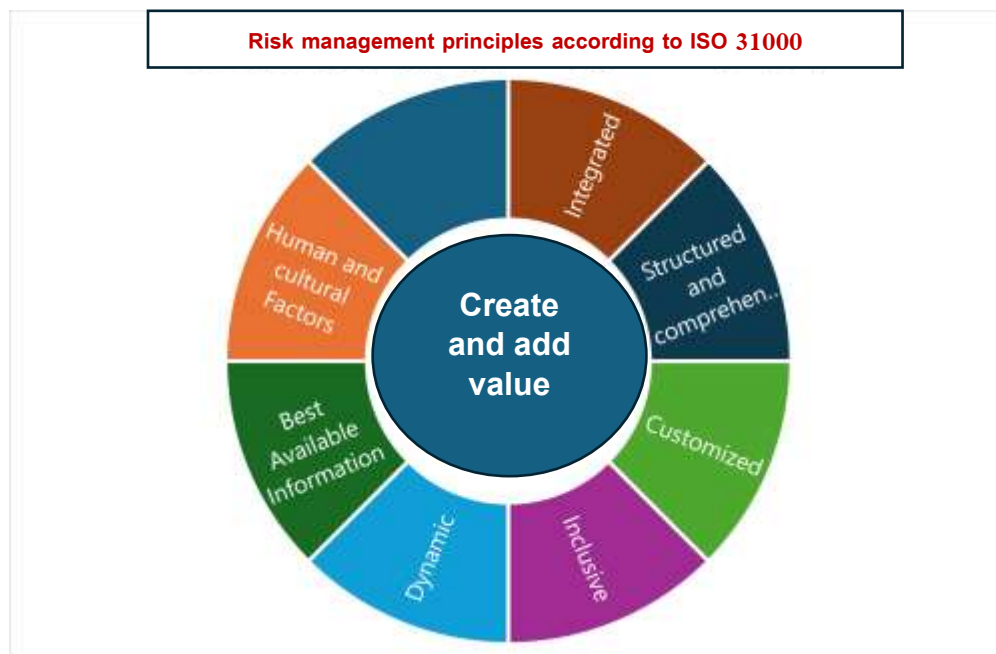 Risk management principles according to ISO 31000
Integrated
Structured
and
comprehen...
Customized
Inclusive
Dynamic
Best
Available
Information
Human and
cultural
Factors
Create
and add
value